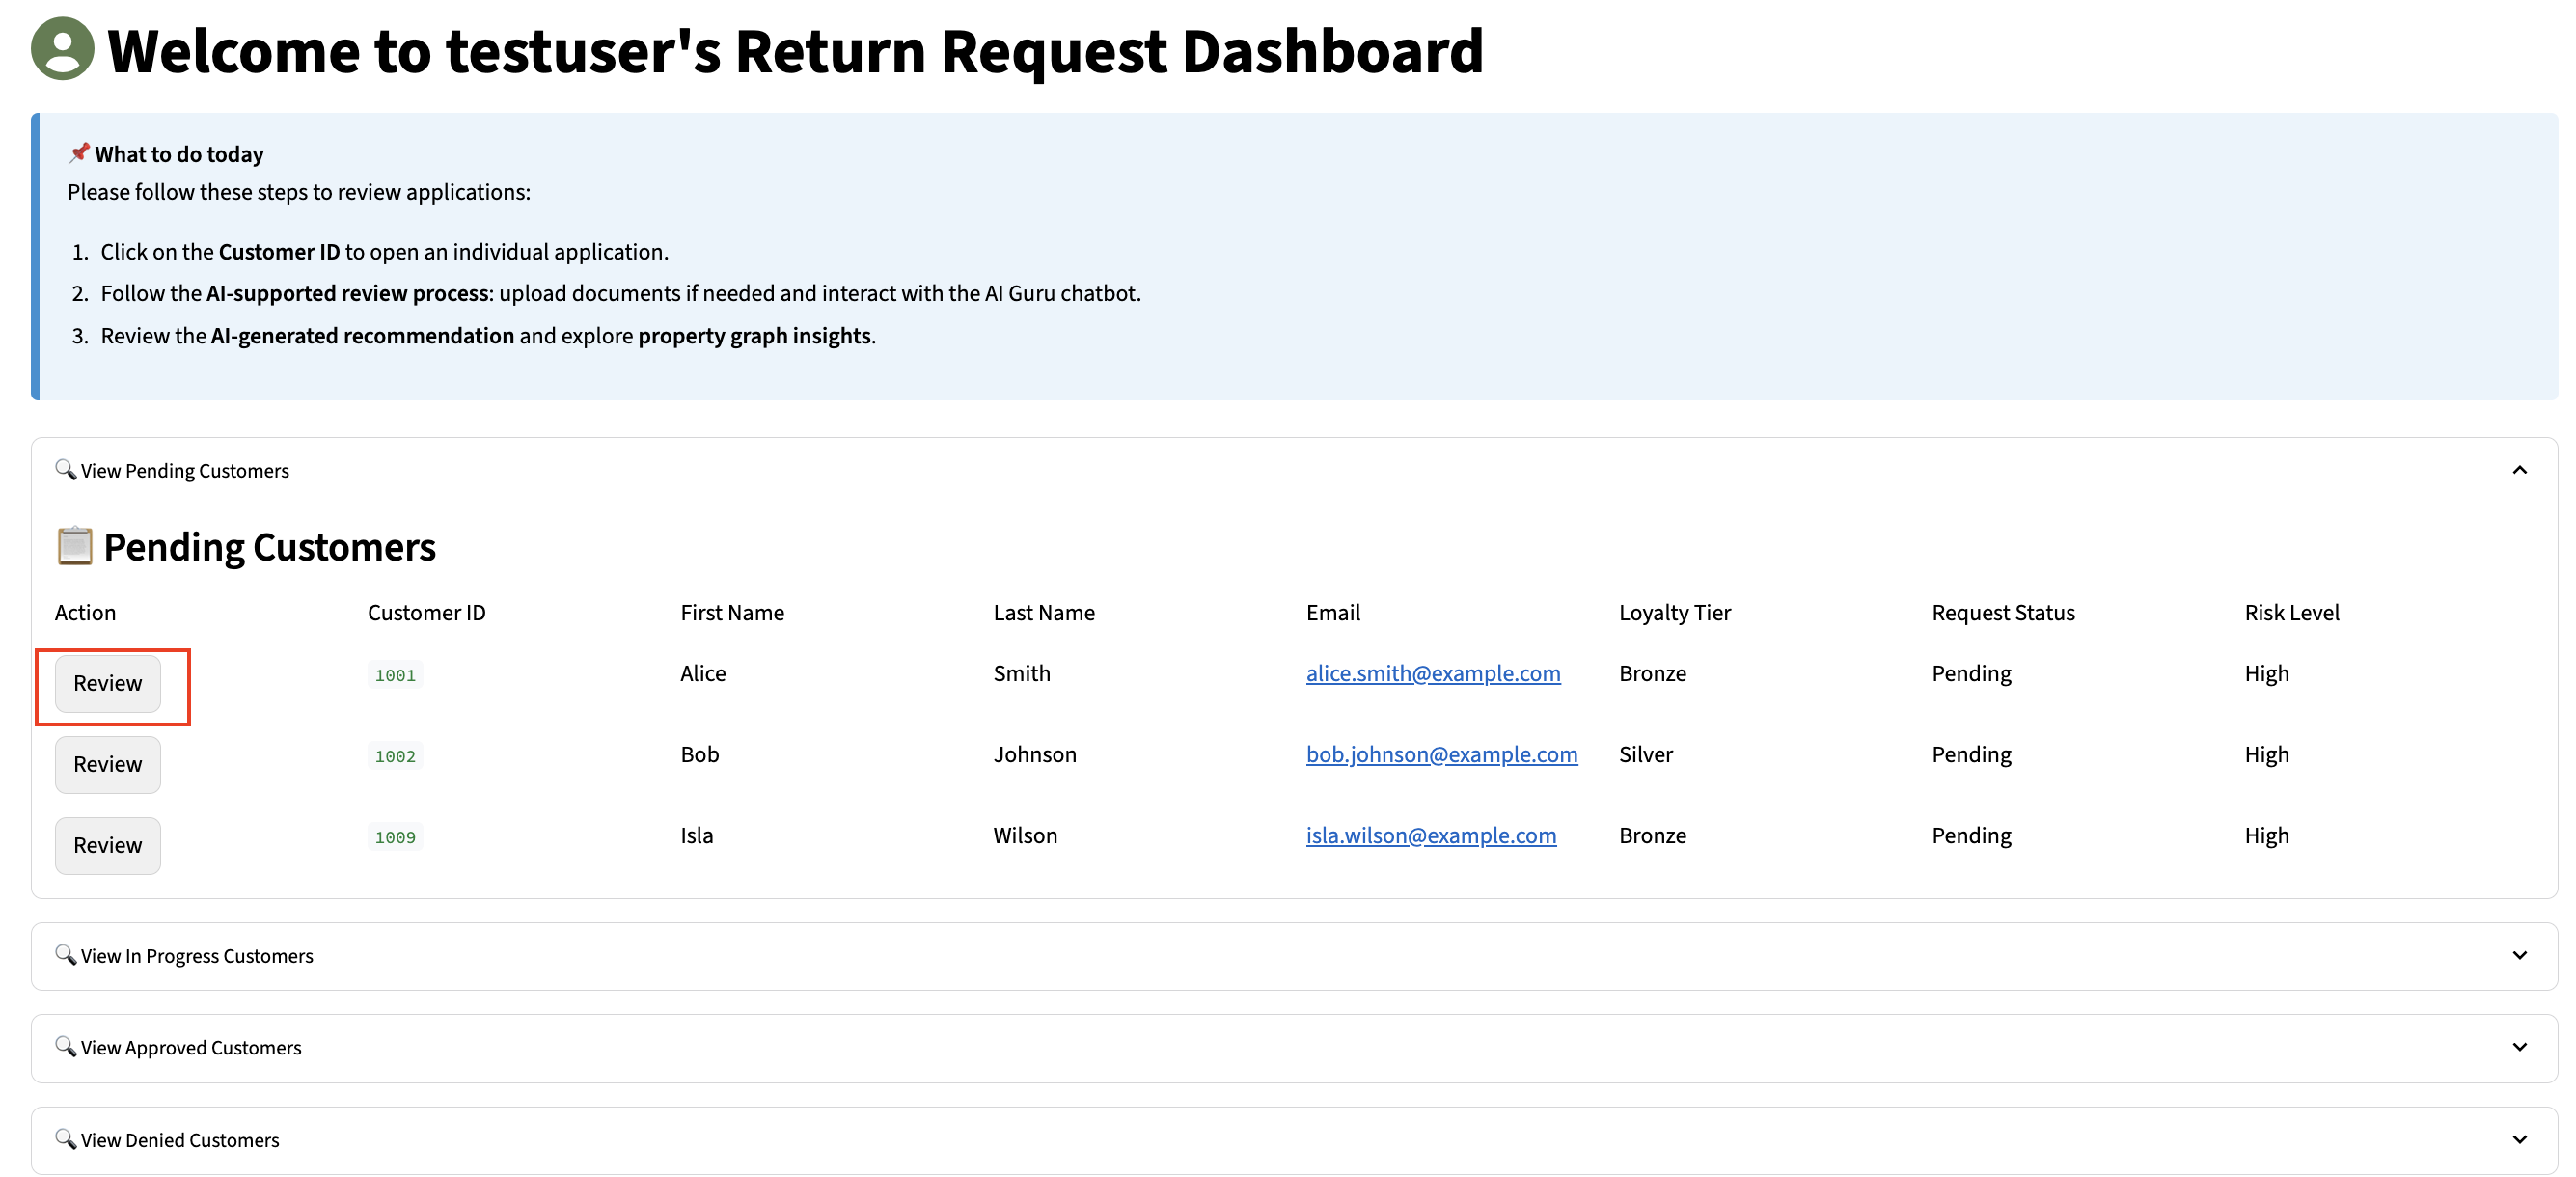 Welcome to testuser's Return Request Dashboard
What to do today
Please follow these steps to review applications:
1. Click on the Customer ID to open an individual application.
2. Follow the AI-supported review process: upload documents if needed and interact with the AI Guru chatbot.
3. Review the AI-generated recommendation and explore property graph insights.
View Pending Customers
Pending Customers
Action Customer ID First Name Last Name Email Loyalty Tier Request Status Risk Level
Review 1001 Alice Smith alice.smith@example.com Bronze Pending High
Review 1002 Bob Johnson bob.johnson@example.com Silver Pending High
Review 1009 Isla Wilson isla.wilson@example.com Bronze Pending High
View In Progress Customers
View Approved Customers
View Denied Customers